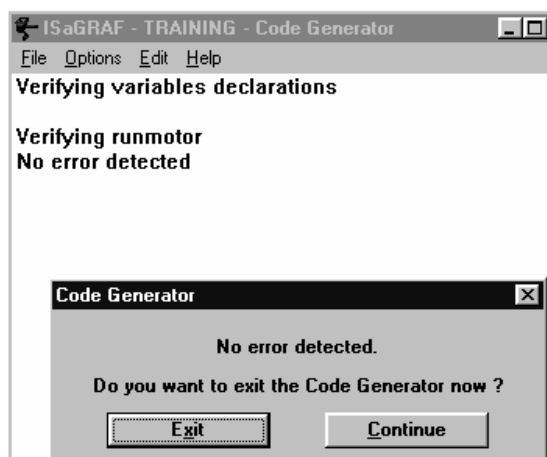 ISaGRAF - TRAINING - Code Generator
File Options Edit Help
Verifying variables declarations
Verifying runmotor
No error detected
Code Generator
No error detected.
Do you want to exit the Code Generator now ?
Exit Continue